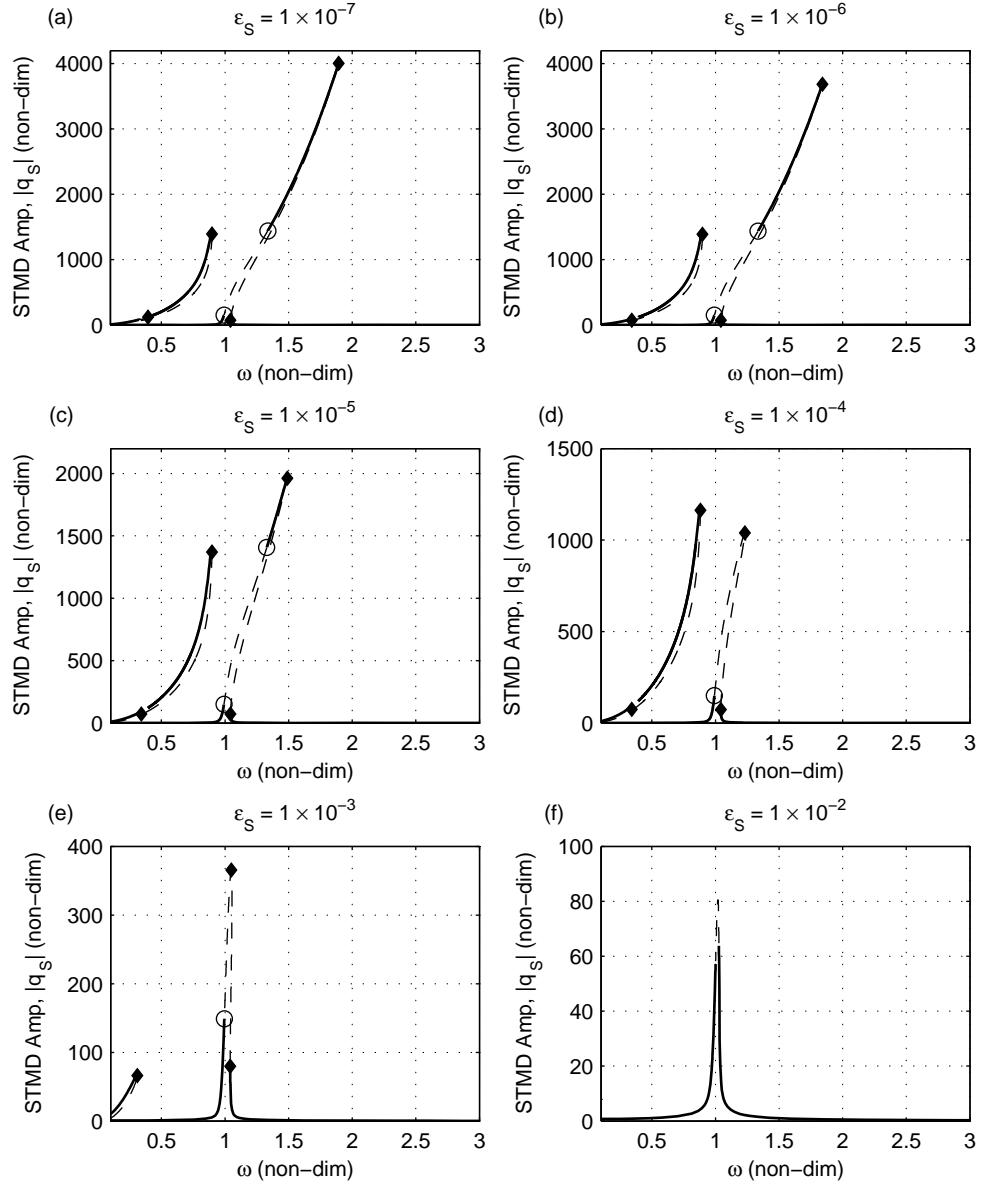 (a)
ε_S = 1 × 10⁻⁷
STMD Amp, |q_S| (non−dim)
4000
3000
2000
1000
0
0.5
1
1.5
2
2.5
3
ω (non−dim)
(b)
ε_S = 1 × 10⁻⁶
STMD Amp, |q_S| (non−dim)
4000
3000
2000
1000
0
0.5
1
1.5
2
2.5
3
ω (non−dim)
(c)
ε_S = 1 × 10⁻⁵
STMD Amp, |q_S| (non−dim)
2000
1500
1000
500
0
0.5
1
1.5
2
2.5
3
ω (non−dim)
(d)
ε_S = 1 × 10⁻⁴
STMD Amp, |q_S| (non−dim)
1500
1000
500
0
0.5
1
1.5
2
2.5
3
ω (non−dim)
(e)
ε_S = 1 × 10⁻³
STMD Amp, |q_S| (non−dim)
400
300
200
100
0
0.5
1
1.5
2
2.5
3
ω (non−dim)
(f)
ε_S = 1 × 10⁻²
STMD Amp, |q_S| (non−dim)
100
80
60
40
20
0
0.5
1
1.5
2
2.5
3
ω (non−dim)